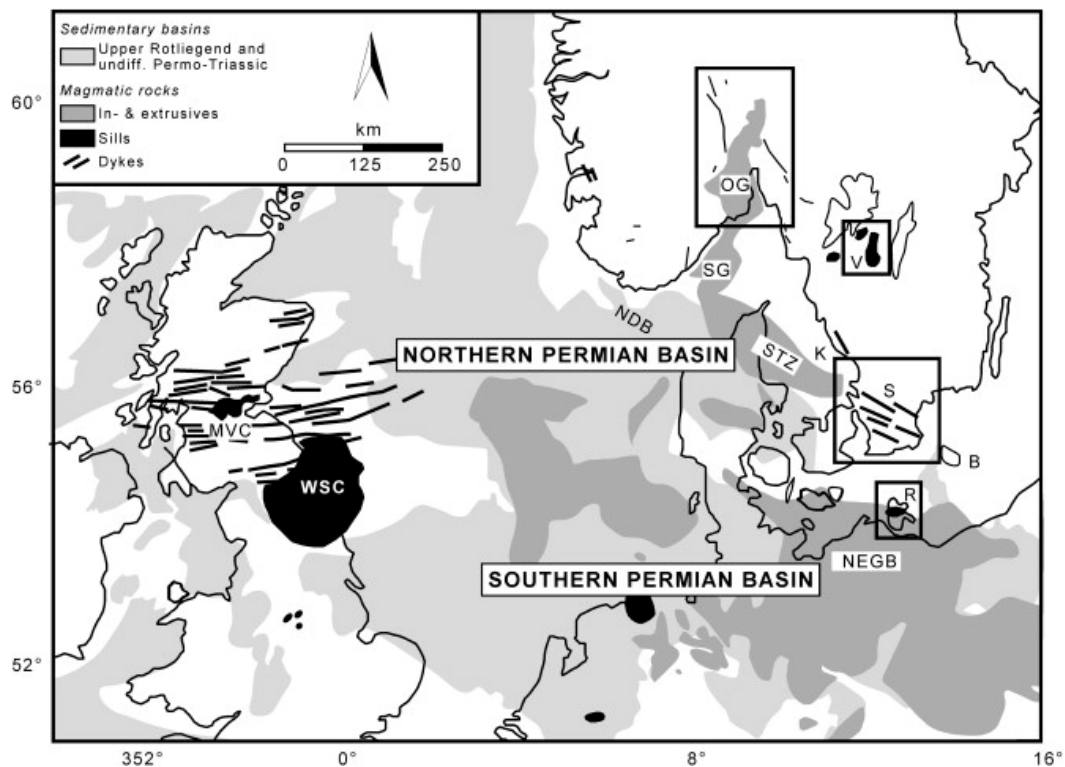 Sedimentary basins
Upper Rotliegend and
undiff. Permo-Triassic
Magmatic rocks
In- & extrusives
Sills
Dykes
km
0 125 250
60°
56°
52°
352° 0° 8° 16°
OG
V
SG
NDB
NORTHERN PERMIAN BASIN
STZ
K
S
MVC
B
WSC
R
NEGB
SOUTHERN PERMIAN BASIN